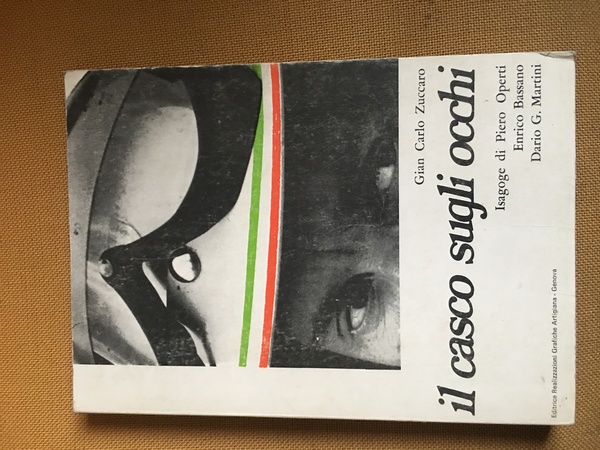 Gian Carlo Zuccaro
il casco sugli occhi
Isagoge di Piero Operti
Enrico Bassano
Dario G. Martini
Editrice Realizzazioni Grafiche Artigiana - Genova